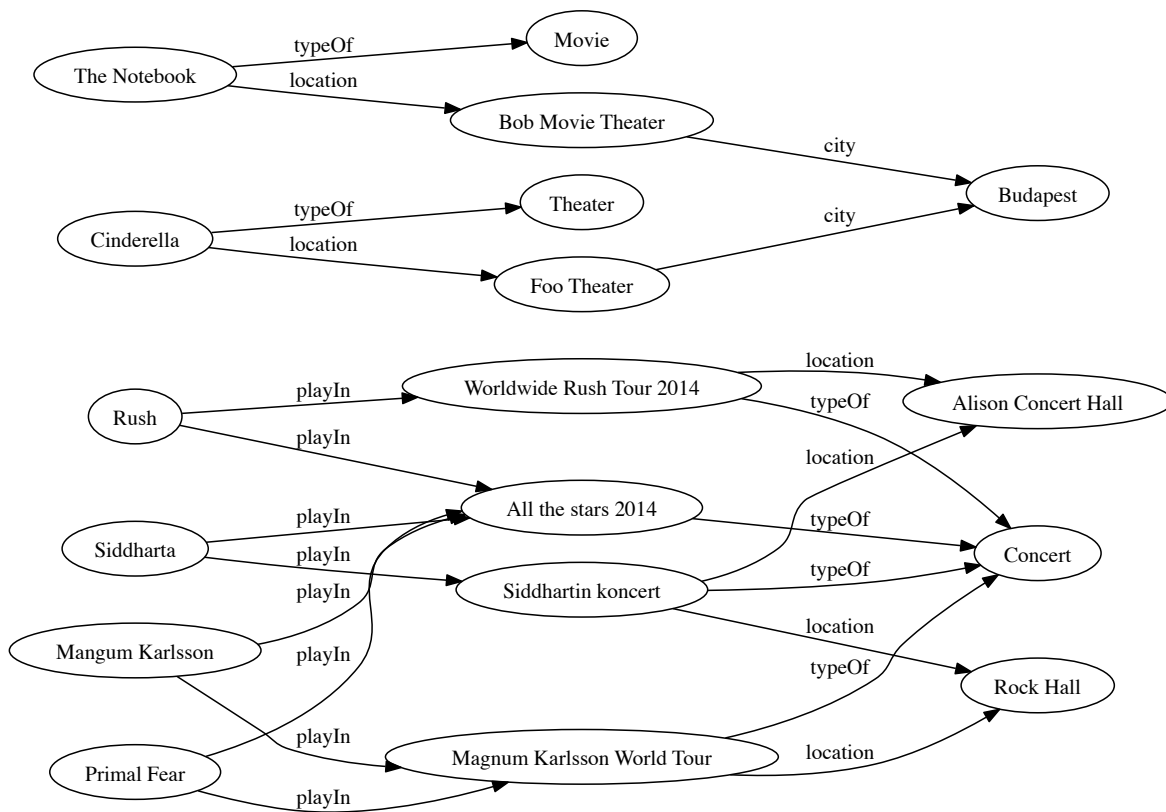 typeOf
Movie
The Notebook
location
Bob Movie Theater
city
Budapest
typeOf
Theater
Cinderella
location
Foo Theater
city
Rush
playIn
Worldwide Rush Tour 2014
location
Alison Concert Hall
typeOf
playIn
location
All the stars 2014
typeOf
Concert
Siddharta
playIn
playIn
Siddhartin koncert
typeOf
location
playIn
Mangum Karlsson
playIn
typeOf
Rock Hall
playIn
Magnum Karlsson World Tour
location
Primal Fear
playIn